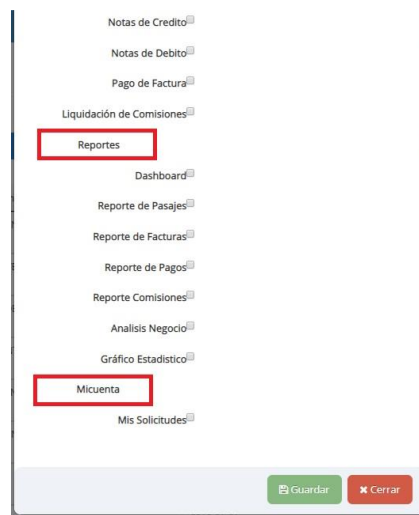 Notas de Credito
Notas de Debito
Pago de Factura
Liquidación de Comisiones
Reportes
Dashboard
Reporte de Pasajes
Reporte de Facturas
Reporte de Pagos
Reporte Comisiones
Analisis Negocio
Gráfico Estadistico
Micuenta
Mis Solicitudes
Guardar
Cerrar